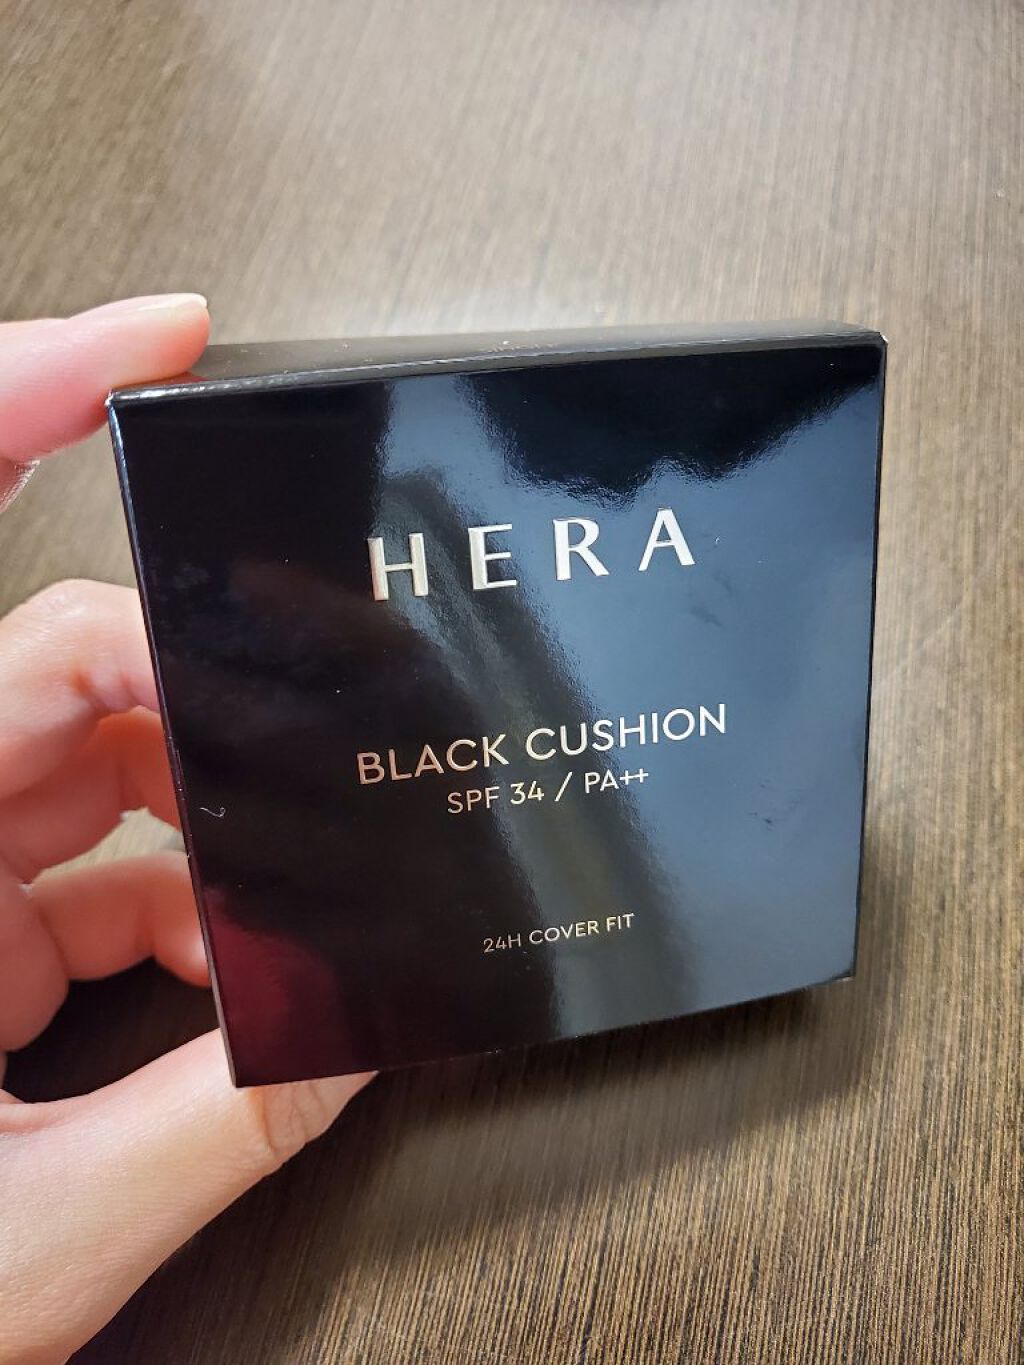 HERA
BLACK CUSHION
SPF 34 / PA++
24H COVER FIT